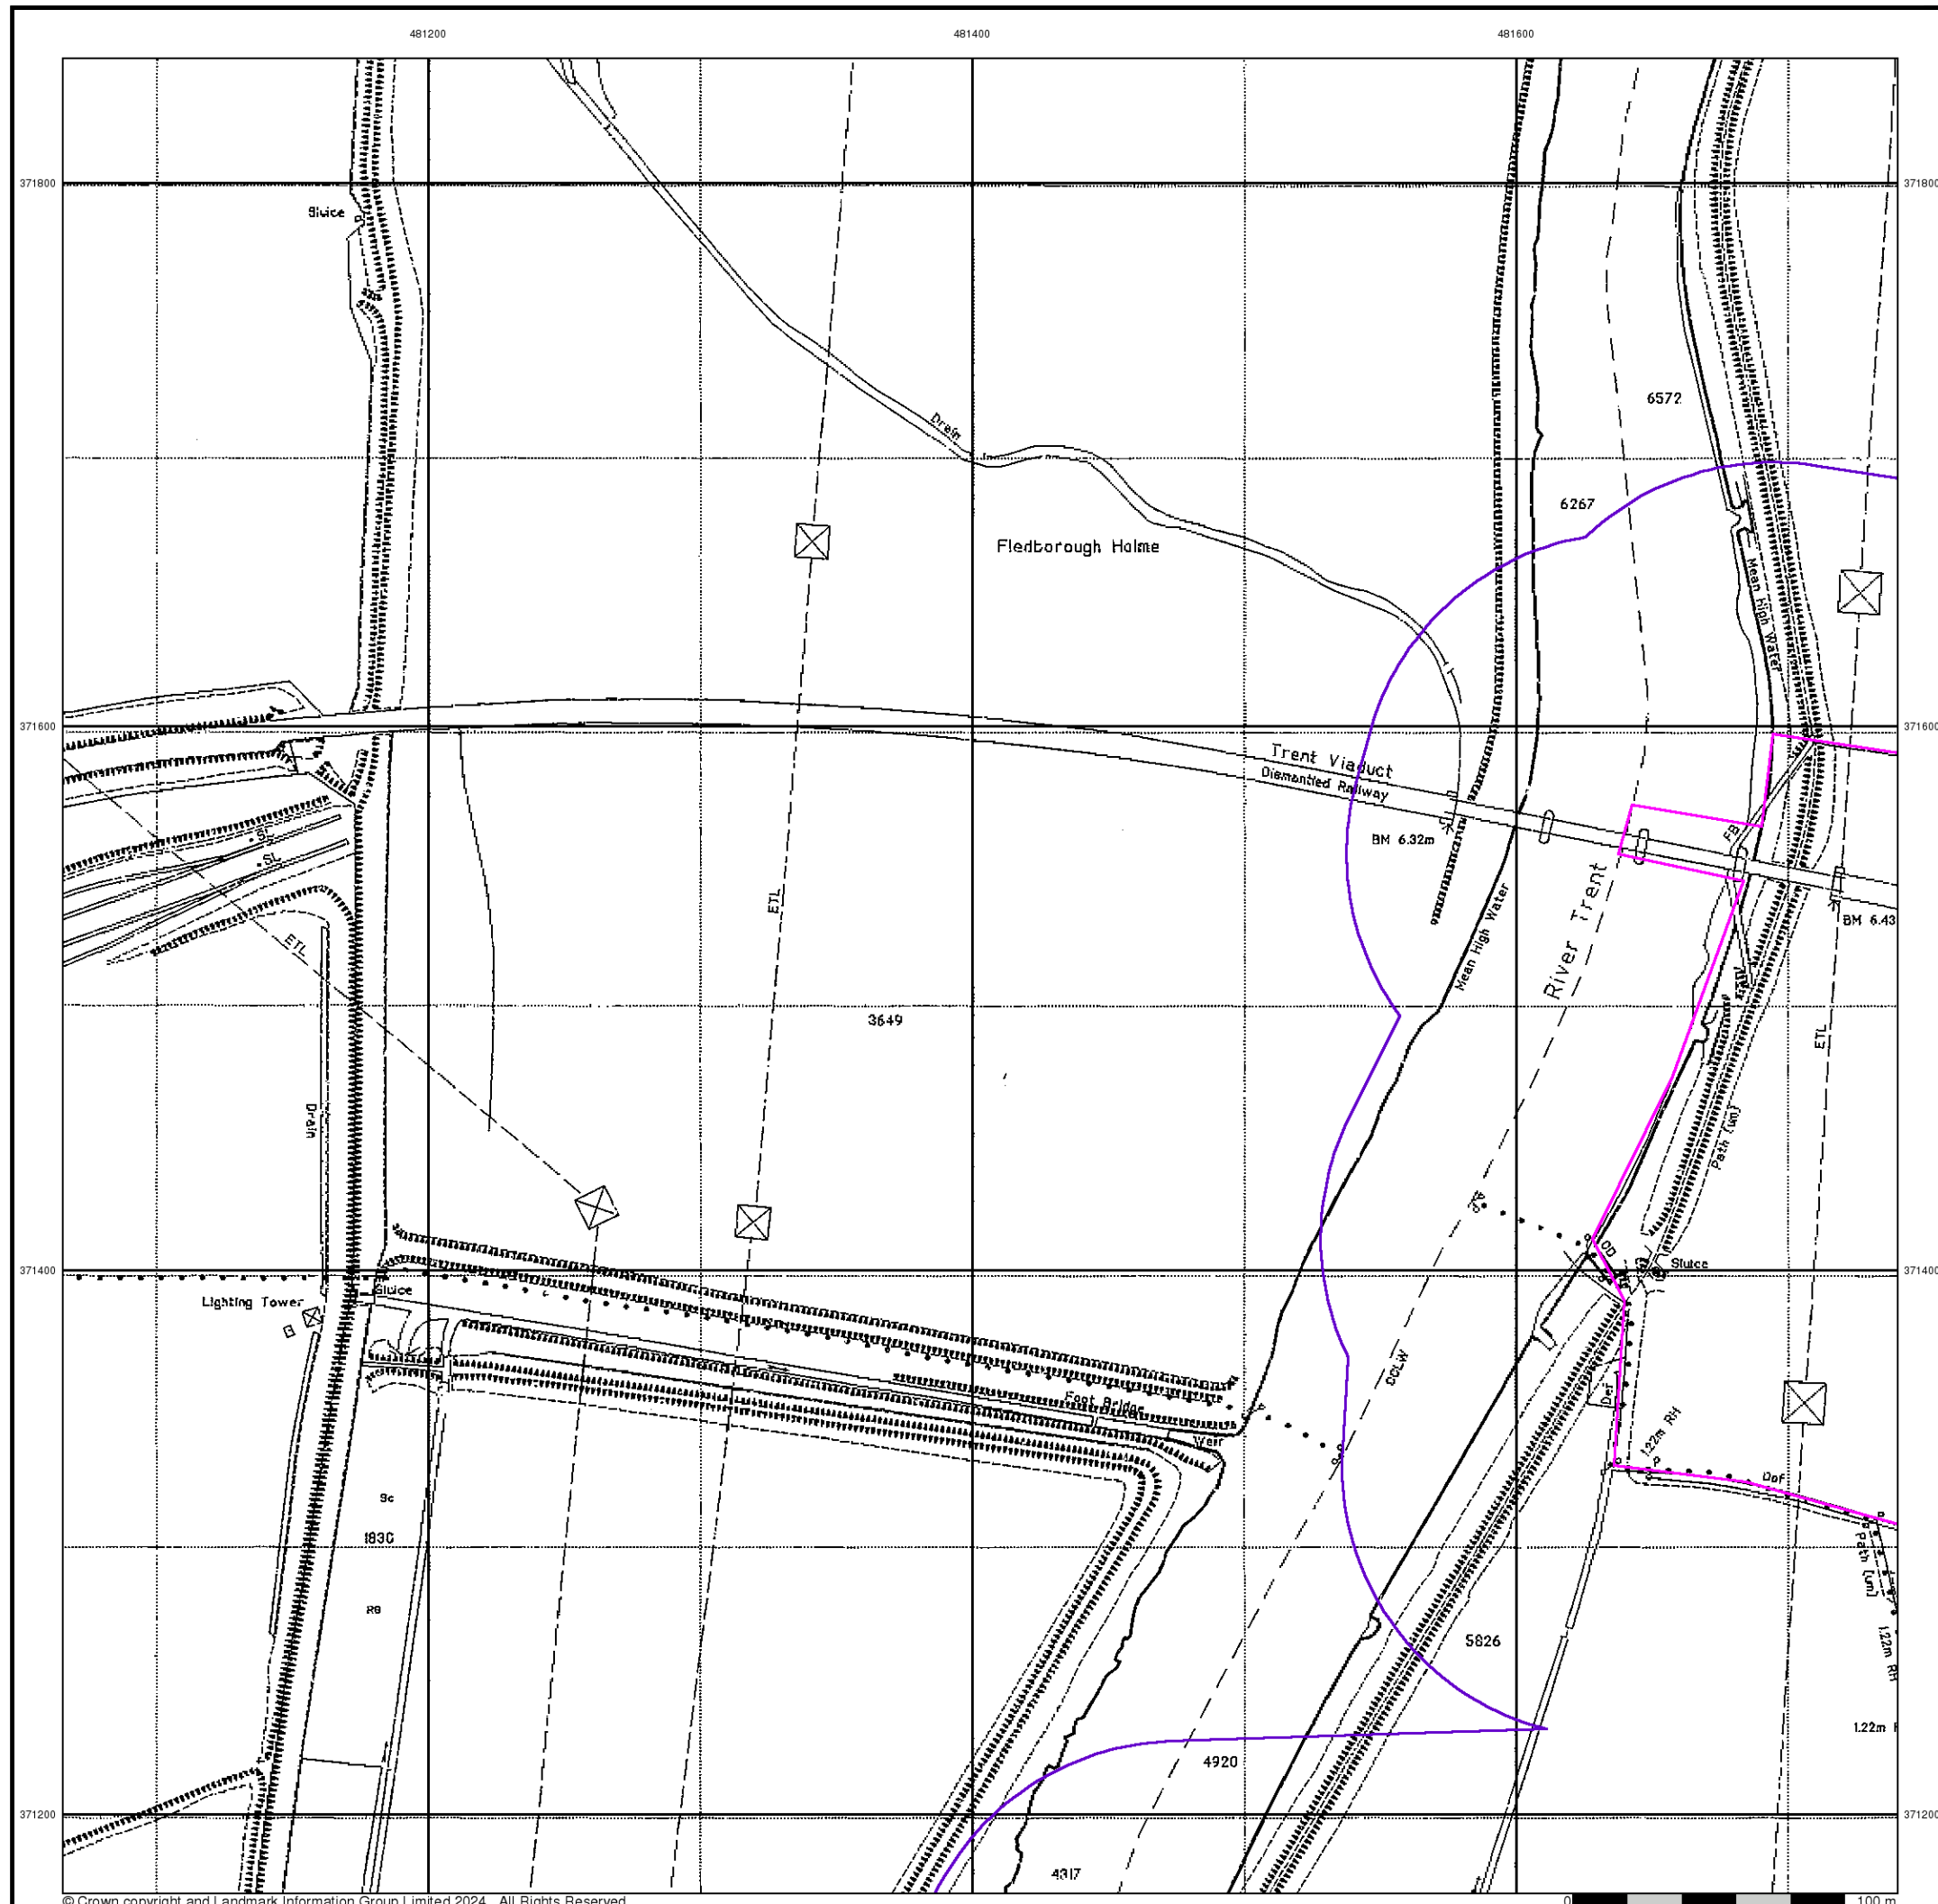 481200
481400
481600
371800
371800
Sluice
6572
Drain
6267
Fledborough Holme
Mean High Water
371600
371600
Trent Viaduct
Dismantled Railway
BM 6.32m
FB
SL
SL
BM 6.43
ETL
ETL
River Trent
Mean High Water
3649
ETL
Drain
Path (um)
CD
Sluice
371400
371400
Sluice
Lighting Tower
CCLW
Foot Bridge
Def
Weir
1.22m RH
Def
Sc
1830
Path (um)
5826
1.22m RH
1.22m
4920
371200
371200
4317
© Crown copyright and Landmark Information Group Limited 2024. All Rights Reserved.
0 100 m